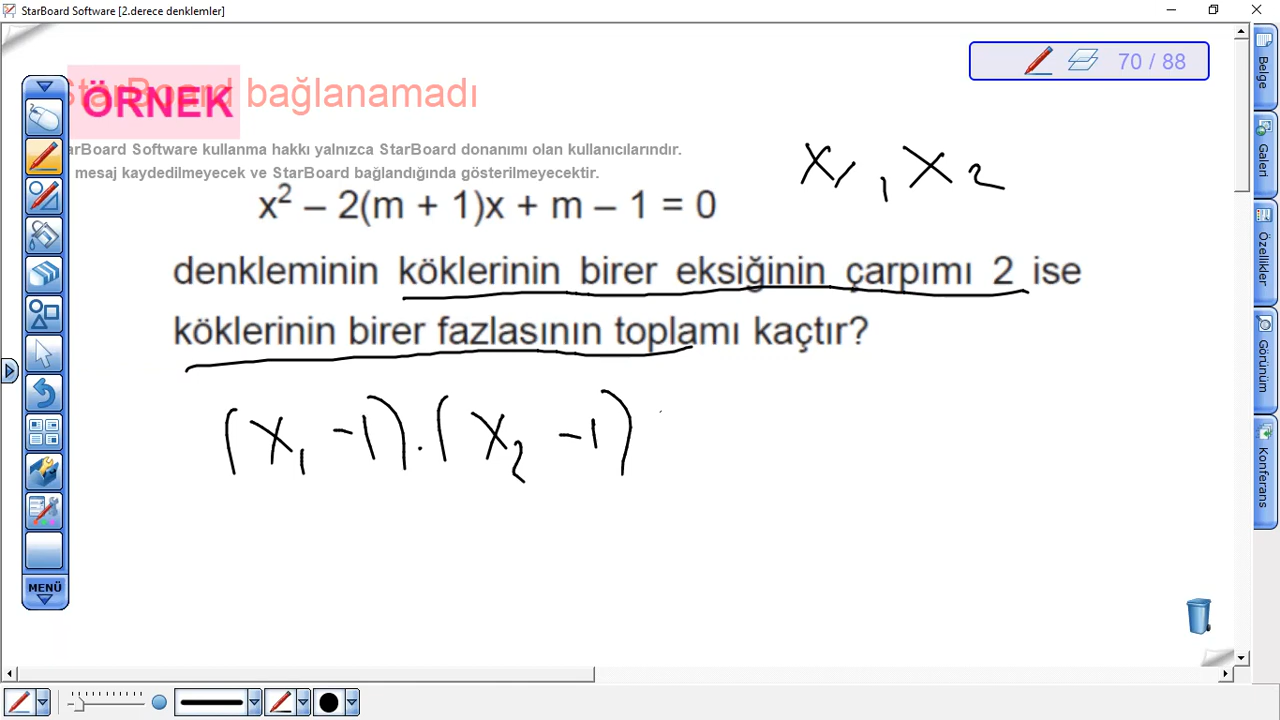 StarBoard Software [2.derece denklemler]
70 / 88
StarBoard bağlanamadı
ÖRNEK
arBoard Software kullanma hakkı yalnızca StarBoard donanımı olan kullanıcılarındır.
mesaj kaydedilmeyecek ve StarBoard bağlandığında gösterilmeyecektir.
x₁ , x₂
x² – 2(m + 1)x + m – 1 = 0
denkleminin köklerinin birer eksiğinin çarpımı 2 ise
köklerinin birer fazlasının toplamı kaçtır?
(x₁ -1) . (x₂ -1)
MENÜ
Belge
Galeri
Özellikler
Görünüm
Konferans